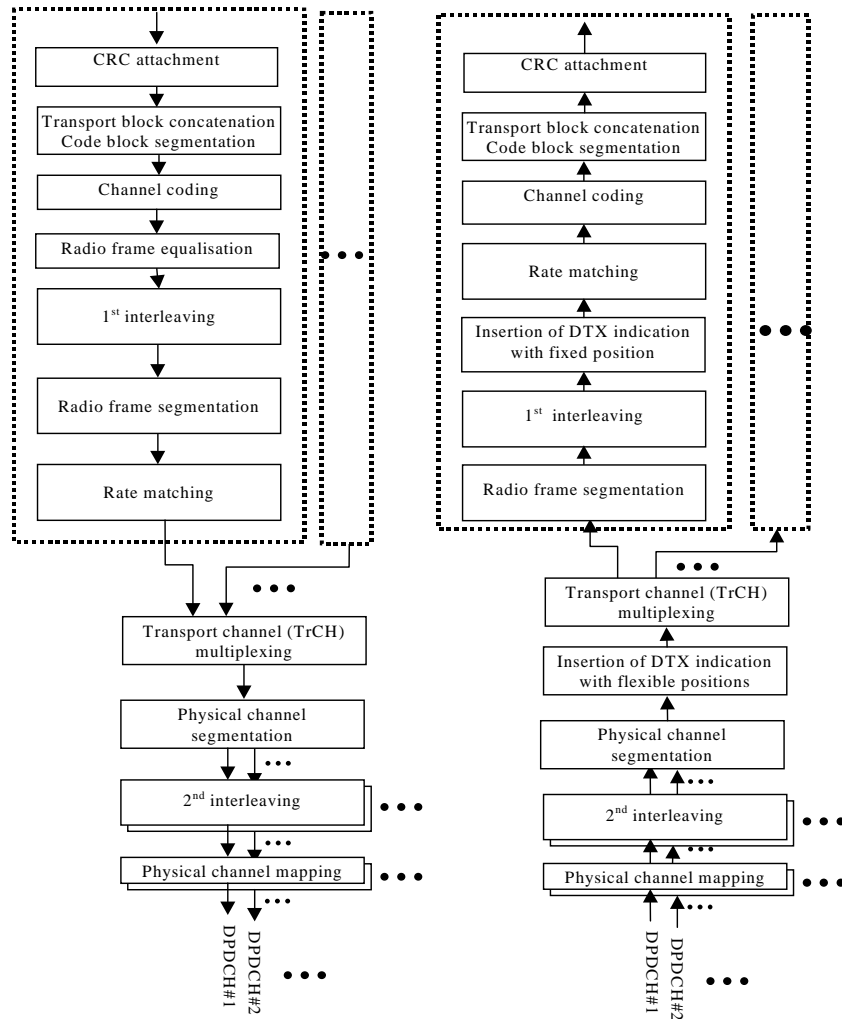 CRC attachment
Transport block concatenation
Code block segmentation
Channel coding
Radio frame equalisation
1st interleaving
Radio frame segmentation
Rate matching
Transport channel (TrCH)
multiplexing
Physical channel
segmentation
2nd interleaving
Physical channel mapping
DPDCH#1
DPDCH#2
CRC attachment
Transport block concatenation
Code block segmentation
Channel coding
Rate matching
Insertion of DTX indication
with fixed position
1st interleaving
Radio frame segmentation
Transport channel (TrCH)
multiplexing
Insertion of DTX indication
with flexible positions
Physical channel
segmentation
2nd interleaving
Physical channel mapping
DPDCH#1
DPDCH#2